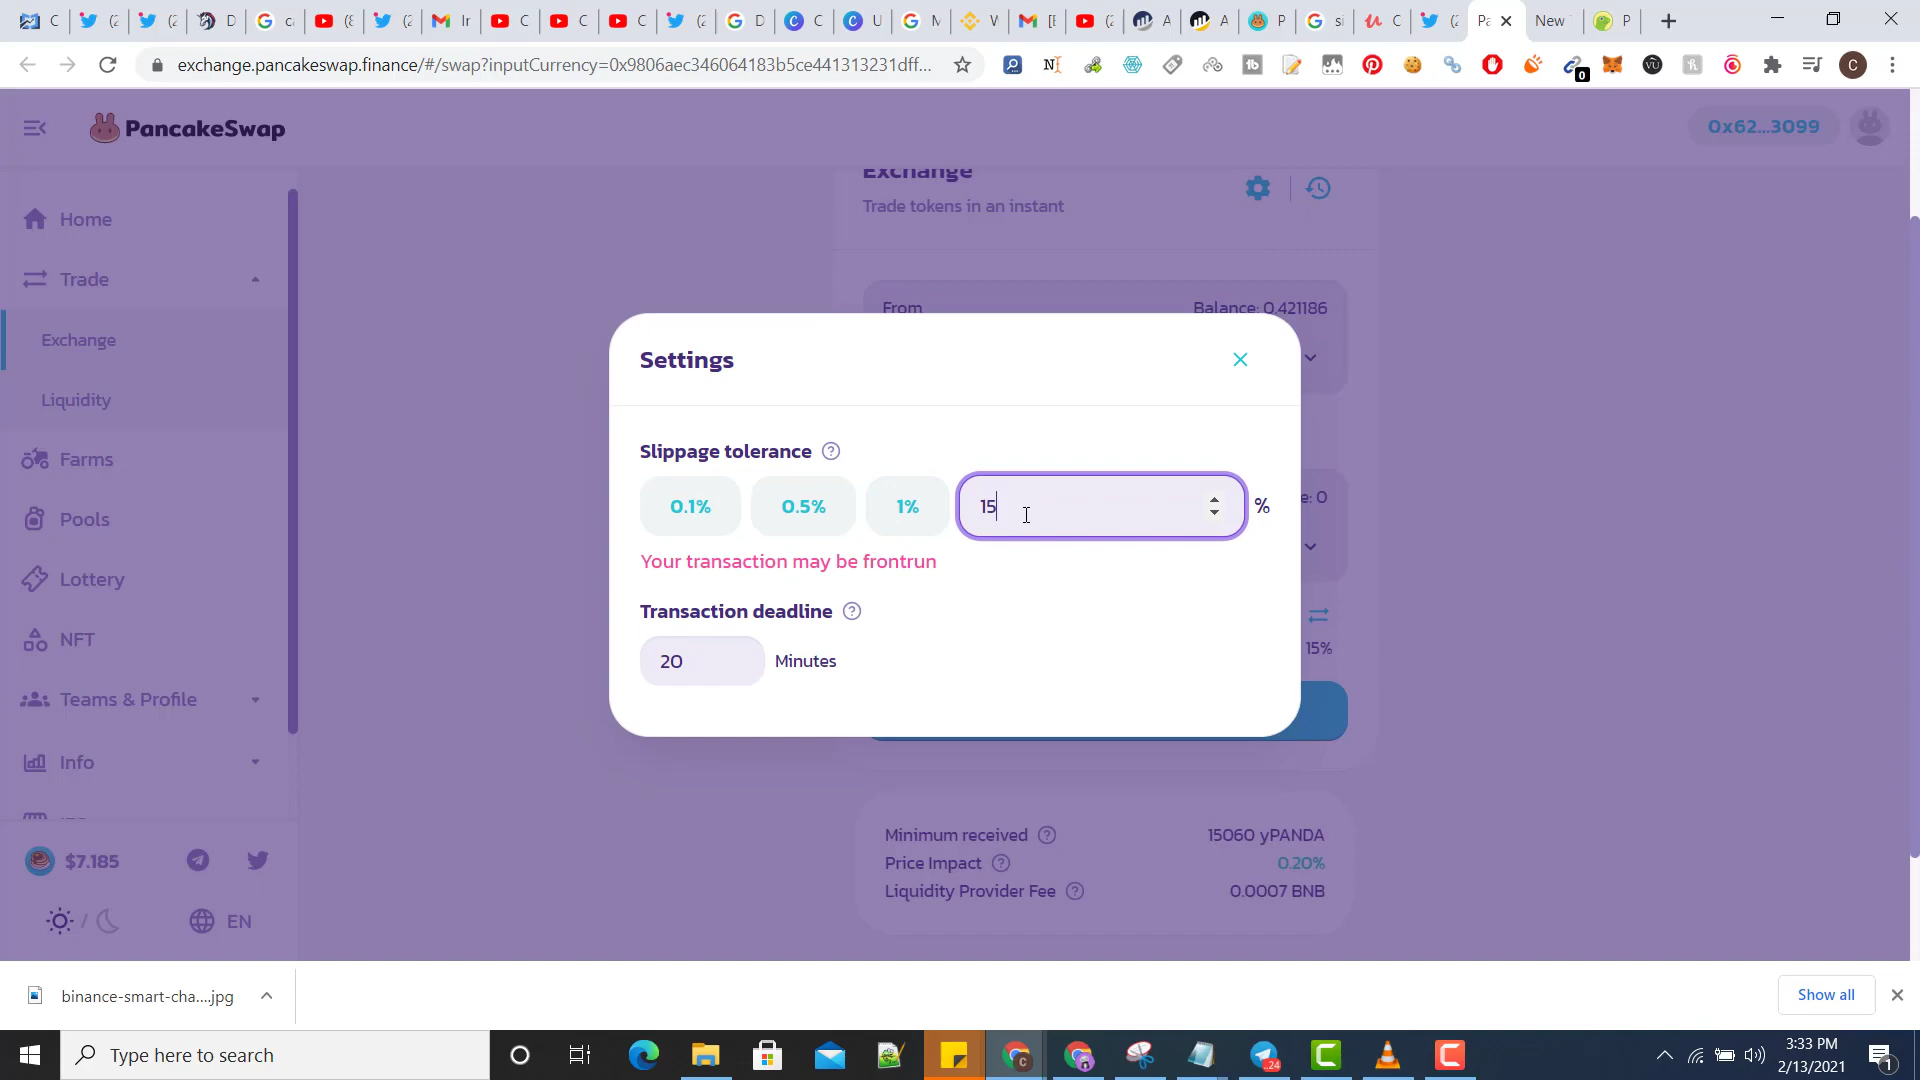 exchange.pancakeswap.finance/#/swap?inputCurrency=0x9806aec346064183b5ce441313231dff...
PancakeSwap
0x62...3099
Home
Trade
Exchange
Liquidity
Farms
Pools
Lottery
NFT
Teams & Profile
Info
$7.185
EN
Exchange
Trade tokens in an instant
From
Balance: 0.421186
Settings
Slippage tolerance
0.1%
0.5%
1%
15
%
Your transaction may be frontrun
Transaction deadline
20
Minutes
e: 0
15%
Minimum received
15060 yPANDA
Price Impact
0.20%
Liquidity Provider Fee
0.0007 BNB
binance-smart-cha....jpg
Show all
Type here to search
3:33 PM
2/13/2021